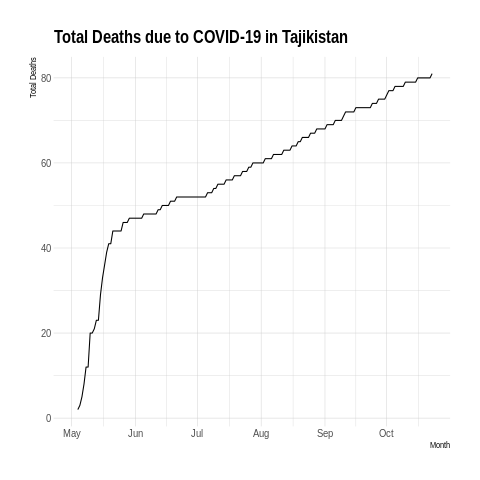 Total Deaths due to COVID-19 in Tajikistan
Total Deaths
80
60
40
20
0
May Jun Jul Aug Sep Oct
Month